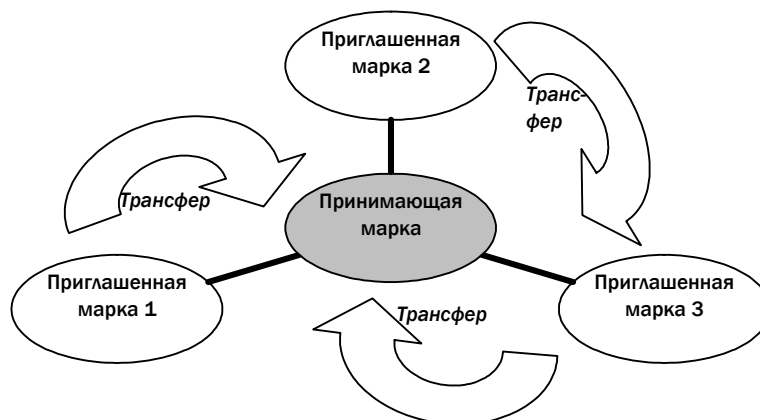 Приглашенная
марка 2
Транс-
фер
Трансфер
Принимающая
марка
Приглашенная
марка 1
Приглашенная
марка 3
Трансфер